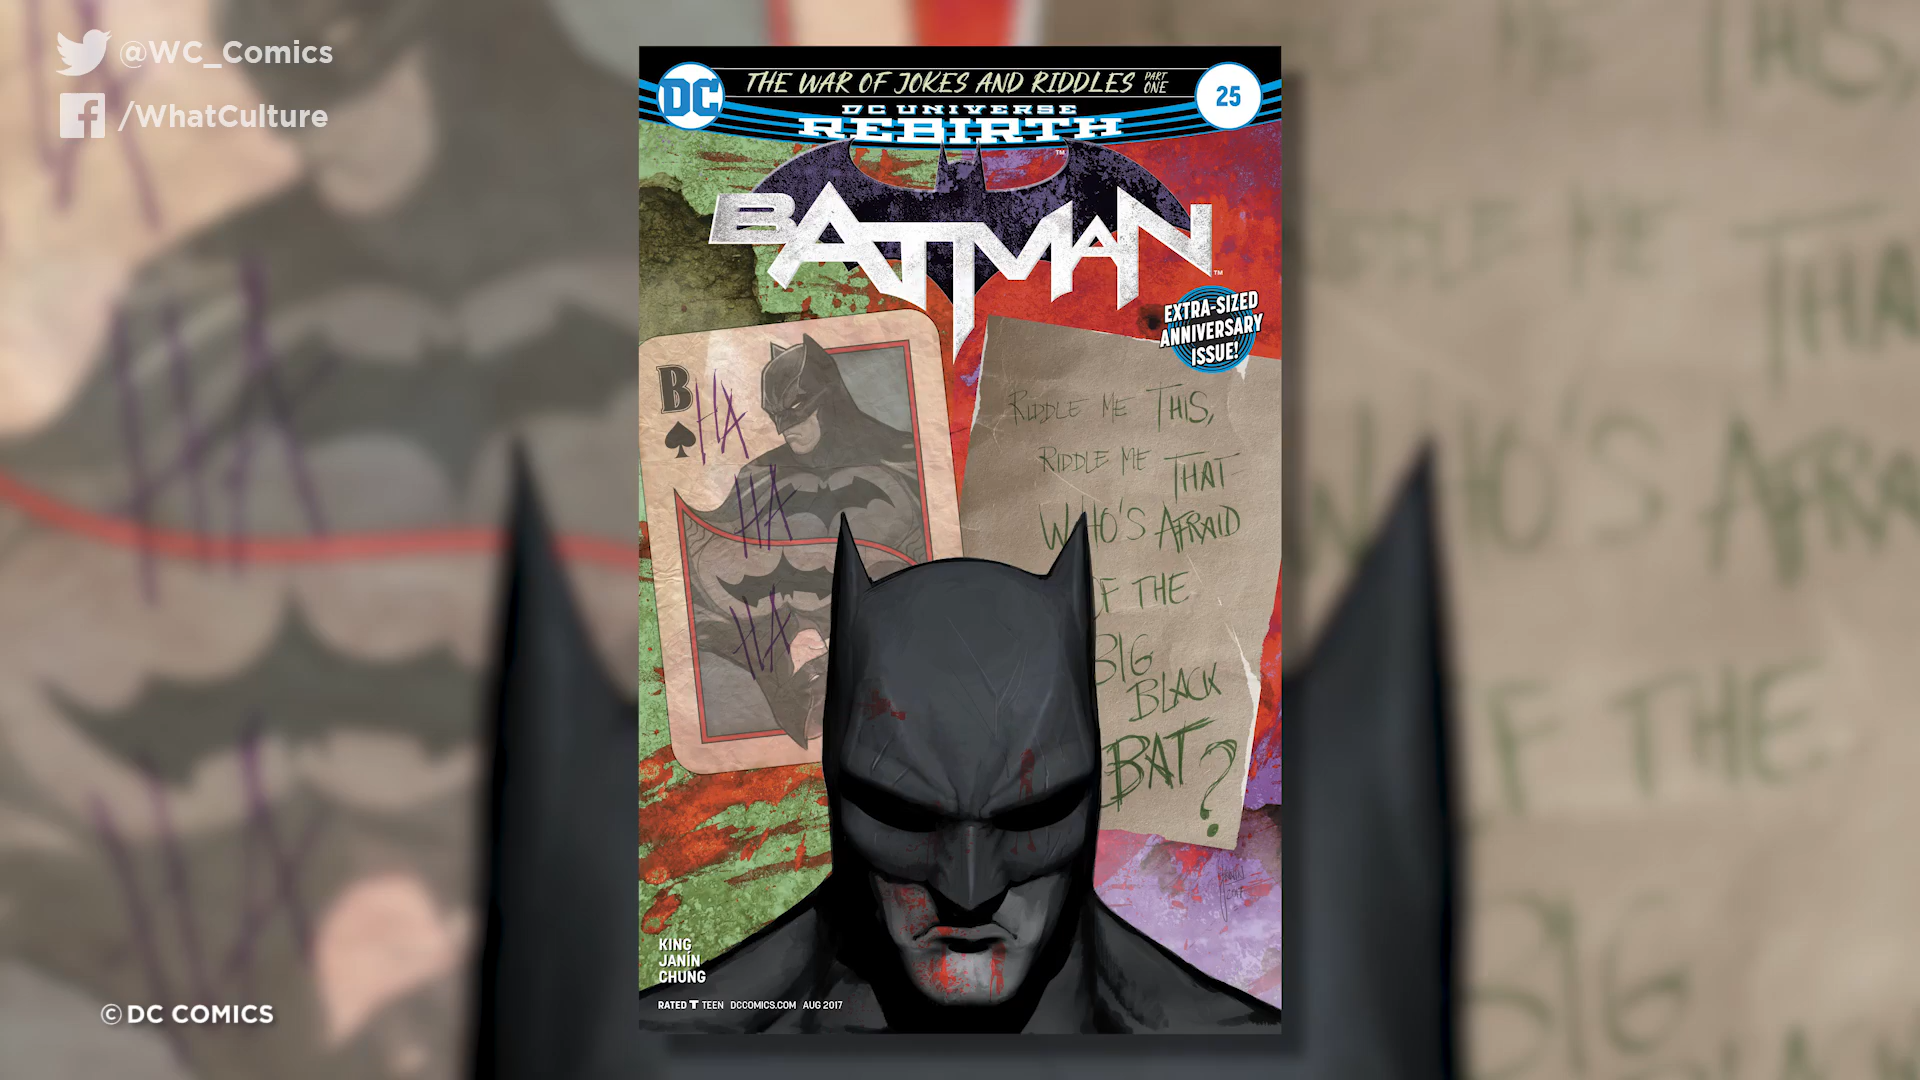 @WC_Comics
/WhatCulture
DC
THE WAR OF JOKES AND RIDDLES PART ONE
25
DC UNIVERSE
REBIRTH
BATMAN
EXTRA-SIZED
ANNIVERSARY
ISSUE!
B
HA
HA
HA
RIDDLE ME THIS,
RIDDLE ME THAT
WHO'S AFRAID
OF THE
BIG
BLACK
BAT?
KING
JANÍN
CHUNG
RATED T TEEN DCCOMICS.COM AUG 2017
© DC COMICS